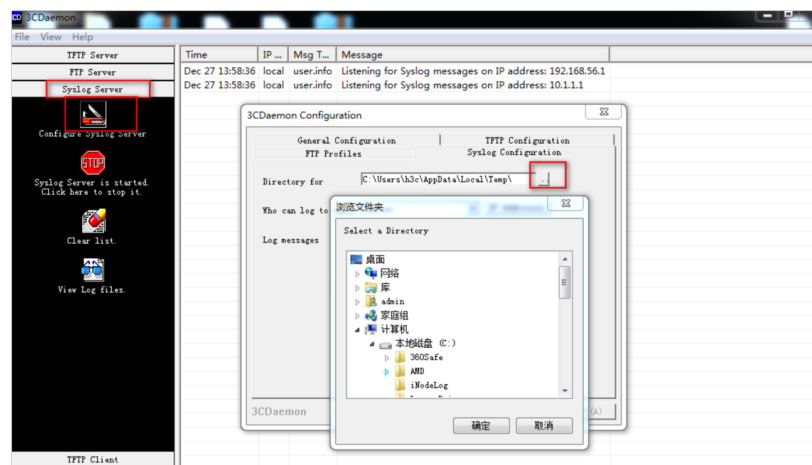 3CDaemon
File View Help
TFTP Server
FTP Server
Syslog Server
Configure Syslog Server
STOP
Syslog Server is started.
Click here to stop it.
Clear list.
View Log files.
TFTP Client
Time IP ... Msg T... Message
Dec 27 13:58:36 local user.info Listening for Syslog messages on IP address: 192.168.56.1
Dec 27 13:58:36 local user.info Listening for Syslog messages on IP address: 10.1.1.1
3CDaemon Configuration
General Configuration TFTP Configuration
FTP Profiles Syslog Configuration
Directory for C:\Users\h3c\AppData\Local\Temp\ ..
Who can log to
Log messages
3CDaemon (A)
浏览文件夹
Select a Directory
桌面
网络
库
admin
家庭组
计算机
本地磁盘 (C:)
360Safe
AMD
iNodeLog
确定 取消